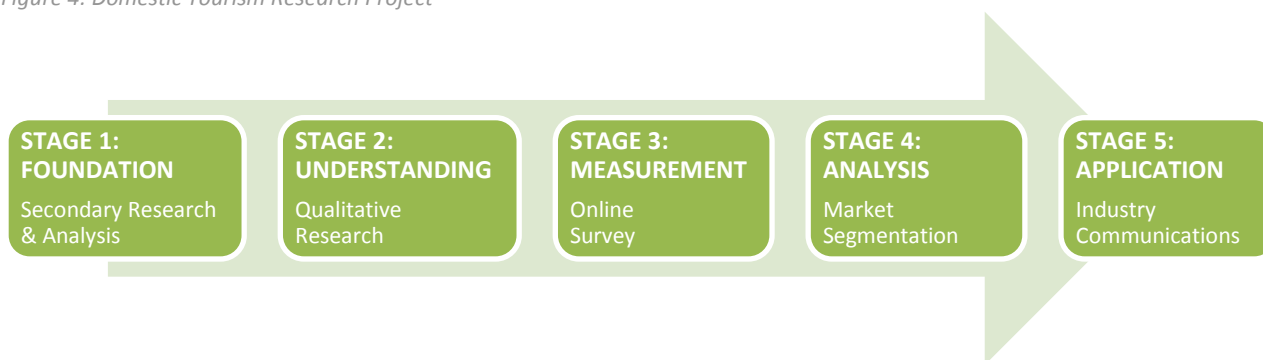 Figure 4: Domestic Tourism Research Project
STAGE 1:
FOUNDATION
Secondary Research
& Analysis
STAGE 2:
UNDERSTANDING
Qualitative
Research
STAGE 3:
MEASUREMENT
Online
Survey
STAGE 4:
ANALYSIS
Market
Segmentation
STAGE 5:
APPLICATION
Industry
Communications